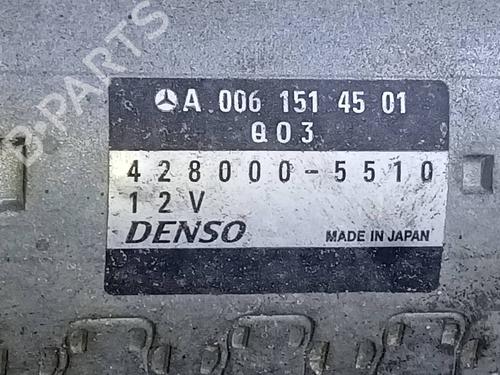 A 006 151 45 01
Q03
428000-5510
12V
DENSO
MADE IN JAPAN
B-PARTS